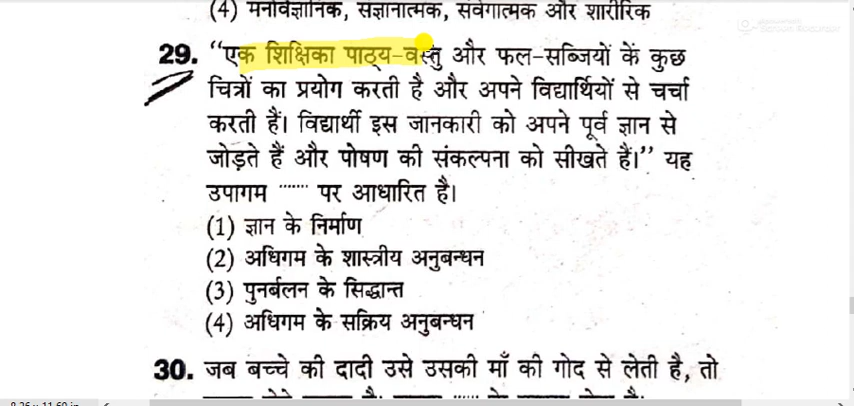 (4) मनोवैज्ञानिक, संज्ञानात्मक, संवेगात्मक और शारीरिक
29. “एक शिक्षिका पाठ्य-वस्तु और फल-सब्जियों कें कुछ
चित्रों का प्रयोग करती है और अपने विद्यार्थियों से चर्चा
करती हैं। विद्यार्थी इस जानकारी को अपने पूर्व ज्ञान से
जोड़ते हैं और पोषण की संकल्पना को सीखते हैं।” यह
उपागम ....... पर आधारित है।
(1) ज्ञान के निर्माण
(2) अधिगम के शास्त्रीय अनुबन्धन
(3) पुनर्बलन के सिद्धान्त
(4) अधिगम के सक्रिय अनुबन्धन
30. जब बच्चे की दादी उसे उसकी माँ की गोद से लेती है, तो